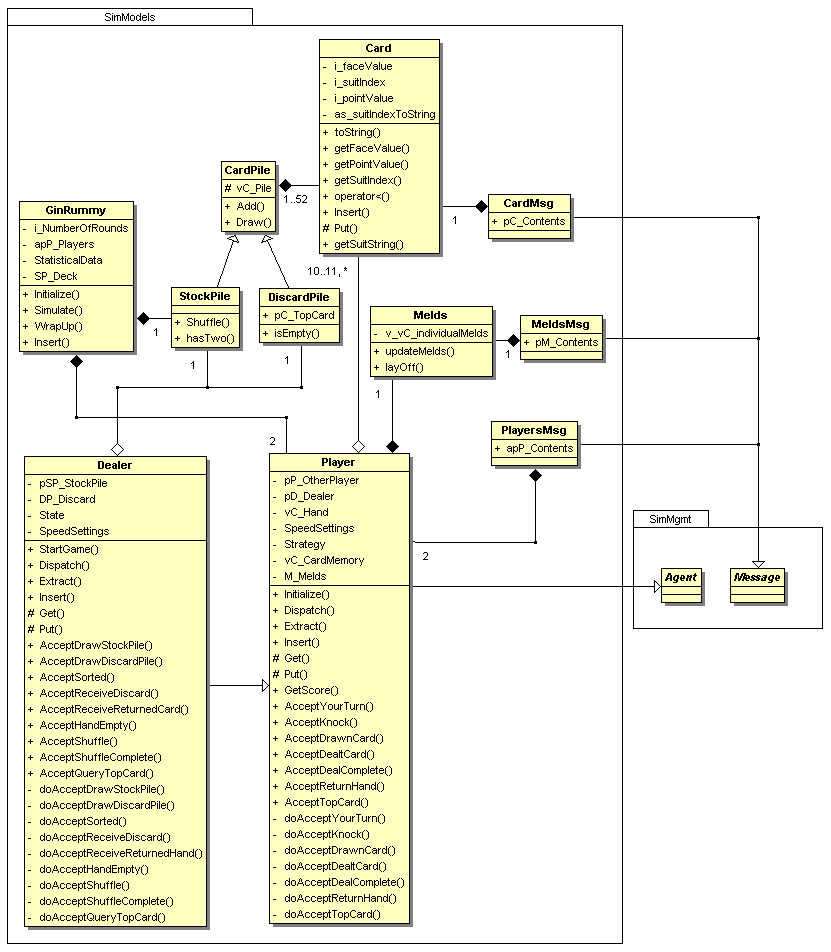 SimModels
Card
- i_faceValue
- i_suitIndex
- i_pointValue
- as_suitIndexToString
+ toString()
+ getFaceValue()
+ getPointValue()
+ getSuitIndex()
+ operator<()
+ Insert()
# Put()
+ getSuitString()
CardPile
# vC_Pile
+ Add()
+ Draw()
1..52
CardMsg
+ pC_Contents
1
GinRummy
- i_NumberOfRounds
- apP_Players
- StatisticalData
- SP_Deck
+ Initialize()
+ Simulate()
+ WrapUp()
+ Insert()
10..11, *
StockPile
+ Shuffle()
+ hasTwo()
1
1
DiscardPile
+ pC_TopCard
+ isEmpty()
1
Melds
- v_vC_individualMelds
+ updateMelds()
+ layOff()
1
1
MeldsMsg
+ pM_Contents
PlayersMsg
+ apP_Contents
2
2
Dealer
- pSP_StockPile
- DP_Discard
- State
- SpeedSettings
+ StartGame()
+ Dispatch()
+ Extract()
+ Insert()
# Get()
# Put()
+ AcceptDrawStockPile()
+ AcceptDrawDiscardPile()
+ AcceptSorted()
+ AcceptReceiveDiscard()
+ AcceptReceiveReturnedCard()
+ AcceptHandEmpty()
+ AcceptShuffle()
+ AcceptShuffleComplete()
+ AcceptQueryTopCard()
- doAcceptDrawStockPile()
- doAcceptDrawDiscardPile()
- doAcceptSorted()
- doAcceptReceiveDiscard()
- doAcceptReceiveReturnedHand()
- doAcceptHandEmpty()
- doAcceptShuffle()
- doAcceptShuffleComplete()
- doAcceptQueryTopCard()
Player
- pP_OtherPlayer
- pD_Dealer
- vC_Hand
- SpeedSettings
- Strategy
- vC_CardMemory
- M_Melds
+ Initialize()
+ Dispatch()
+ Extract()
+ Insert()
# Get()
# Put()
+ GetScore()
+ AcceptYourTurn()
+ AcceptKnock()
+ AcceptDrawnCard()
+ AcceptDealtCard()
+ AcceptDealComplete()
+ AcceptReturnHand()
+ AcceptTopCard()
- doAcceptYourTurn()
- doAcceptKnock()
- doAcceptDrawnCard()
- doAcceptDealtCard()
- doAcceptDealComplete()
- doAcceptReturnHand()
- doAcceptTopCard()
SimMgmt
Agent
Message